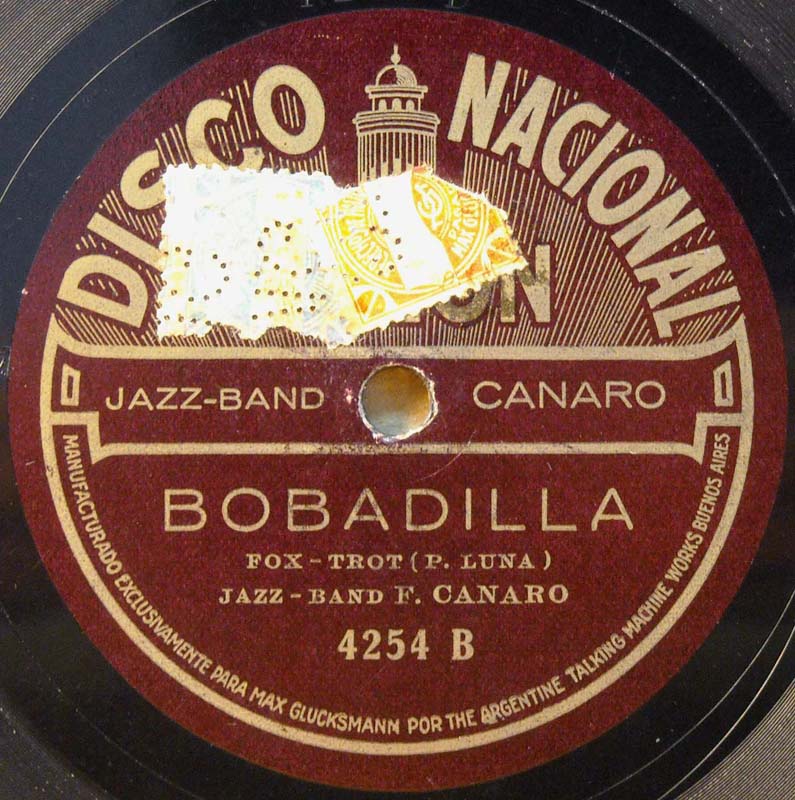 DISCO NACIONAL
JAZZ-BAND CANARO
BOBADILLA
FOX-TROT (P. LUNA)
JAZZ-BAND F. CANARO
4254 B
MANUFACTURADO EXCLUSIVAMENTE PARA MAX GLUCKSMANN POR THE ARGENTINE TALKING MACHINE WORKS BUENOS AIRES